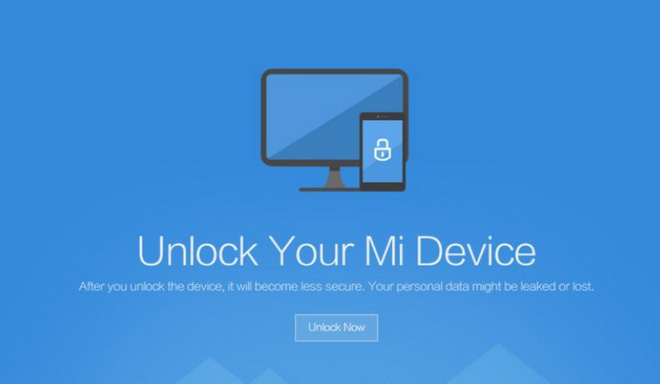 Unlock Your Mi Device
After you unlock the device, it will become less secure. Your personal data might be leaked or lost.
Unlock Now